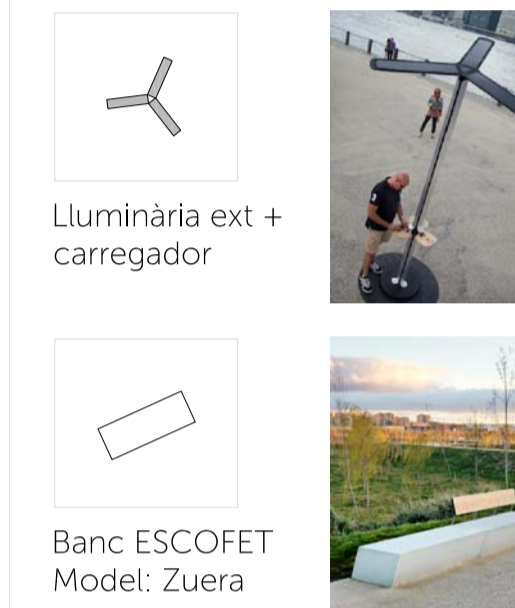 Lluminària ext +
carregador
Banc ESCOFET
Model: Zuera